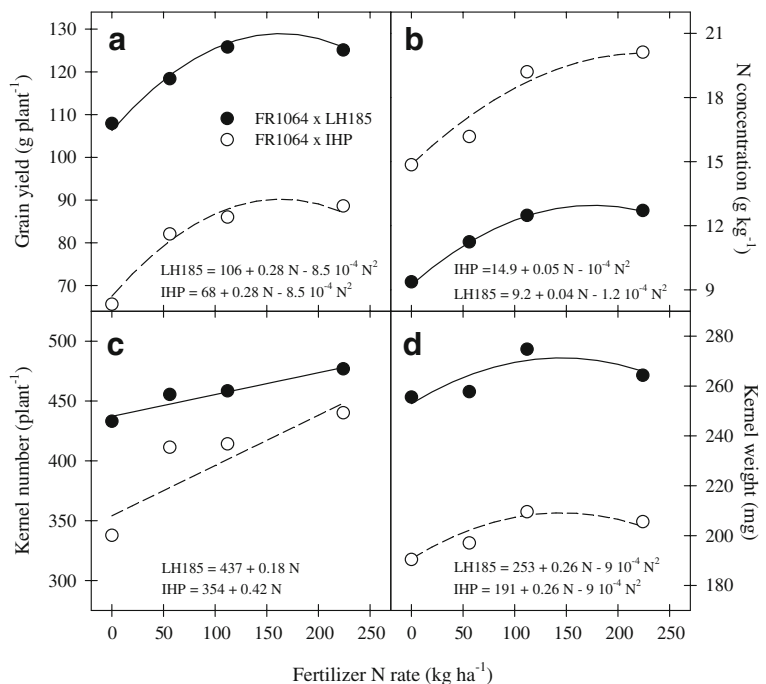 a
130
120
110
100
90
80
70
Grain yield (g plant⁻¹)
FR1064 x LH185
FR1064 x IHP
LH185 = 106 + 0.28 N - 8.5 10⁻⁴ N²
IHP = 68 + 0.28 N - 8.5 10⁻⁴ N²
b
21
18
15
12
9
N concentration (g kg⁻¹)
IHP =14.9 + 0.05 N - 10⁻⁴ N²
LH185 = 9.2 + 0.04 N - 1.2 10⁻⁴ N²
c
500
450
400
350
300
Kernel number (plant⁻¹)
LH185 = 437 + 0.18 N
IHP = 354 + 0.42 N
0 50 100 150 200 250
d
280
260
240
220
200
180
Kernel weight (mg)
LH185 = 253 + 0.26 N - 9 10⁻⁴ N²
IHP = 191 + 0.26 N - 9 10⁻⁴ N²
0 50 100 150 200 250
Fertilizer N rate (kg ha⁻¹)